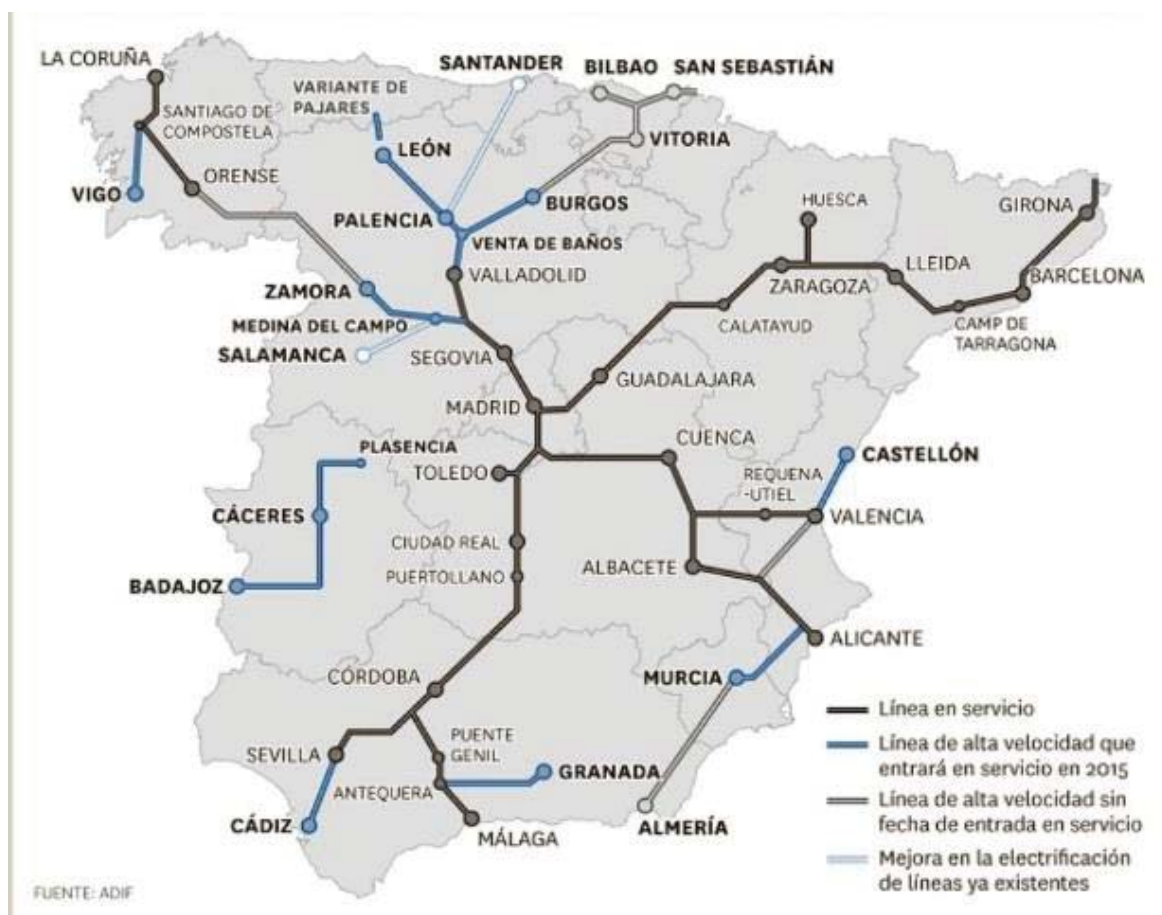 LA CORUÑA
SANTIAGO DE
COMPOSTELA
VIGO
ORENSE
VARIANTE DE
PAJARES
LEÓN
SANTANDER
BILBAO
SAN SEBASTIÁN
VITORIA
BURGOS
PALENCIA
VENTA DE BAÑOS
VALLADOLID
ZAMORA
MEDINA DEL CAMPO
SALAMANCA
SEGOVIA
HUESCA
ZARAGOZA
LLEIDA
GIRONA
BARCELONA
CAMP DE
TARRAGONA
CALATAYUD
GUADALAJARA
MADRID
TOLEDO
CUENCA
REQUENA
-UTIEL
CASTELLÓN
VALENCIA
PLASENCIA
CÁCERES
BADAJOZ
CIUDAD REAL
PUERTOLLANO
ALBACETE
ALICANTE
MURCIA
CÓRDOBA
SEVILLA
PUENTE
GENIL
ANTEQUERA
GRANADA
CÁDIZ
MÁLAGA
ALMERÍA
Línea en servicio
Línea de alta velocidad que
entrará en servicio en 2015
Línea de alta velocidad sin
fecha de entrada en servicio
Mejora en la electrificación
de líneas ya existentes
FUENTE: ADIF